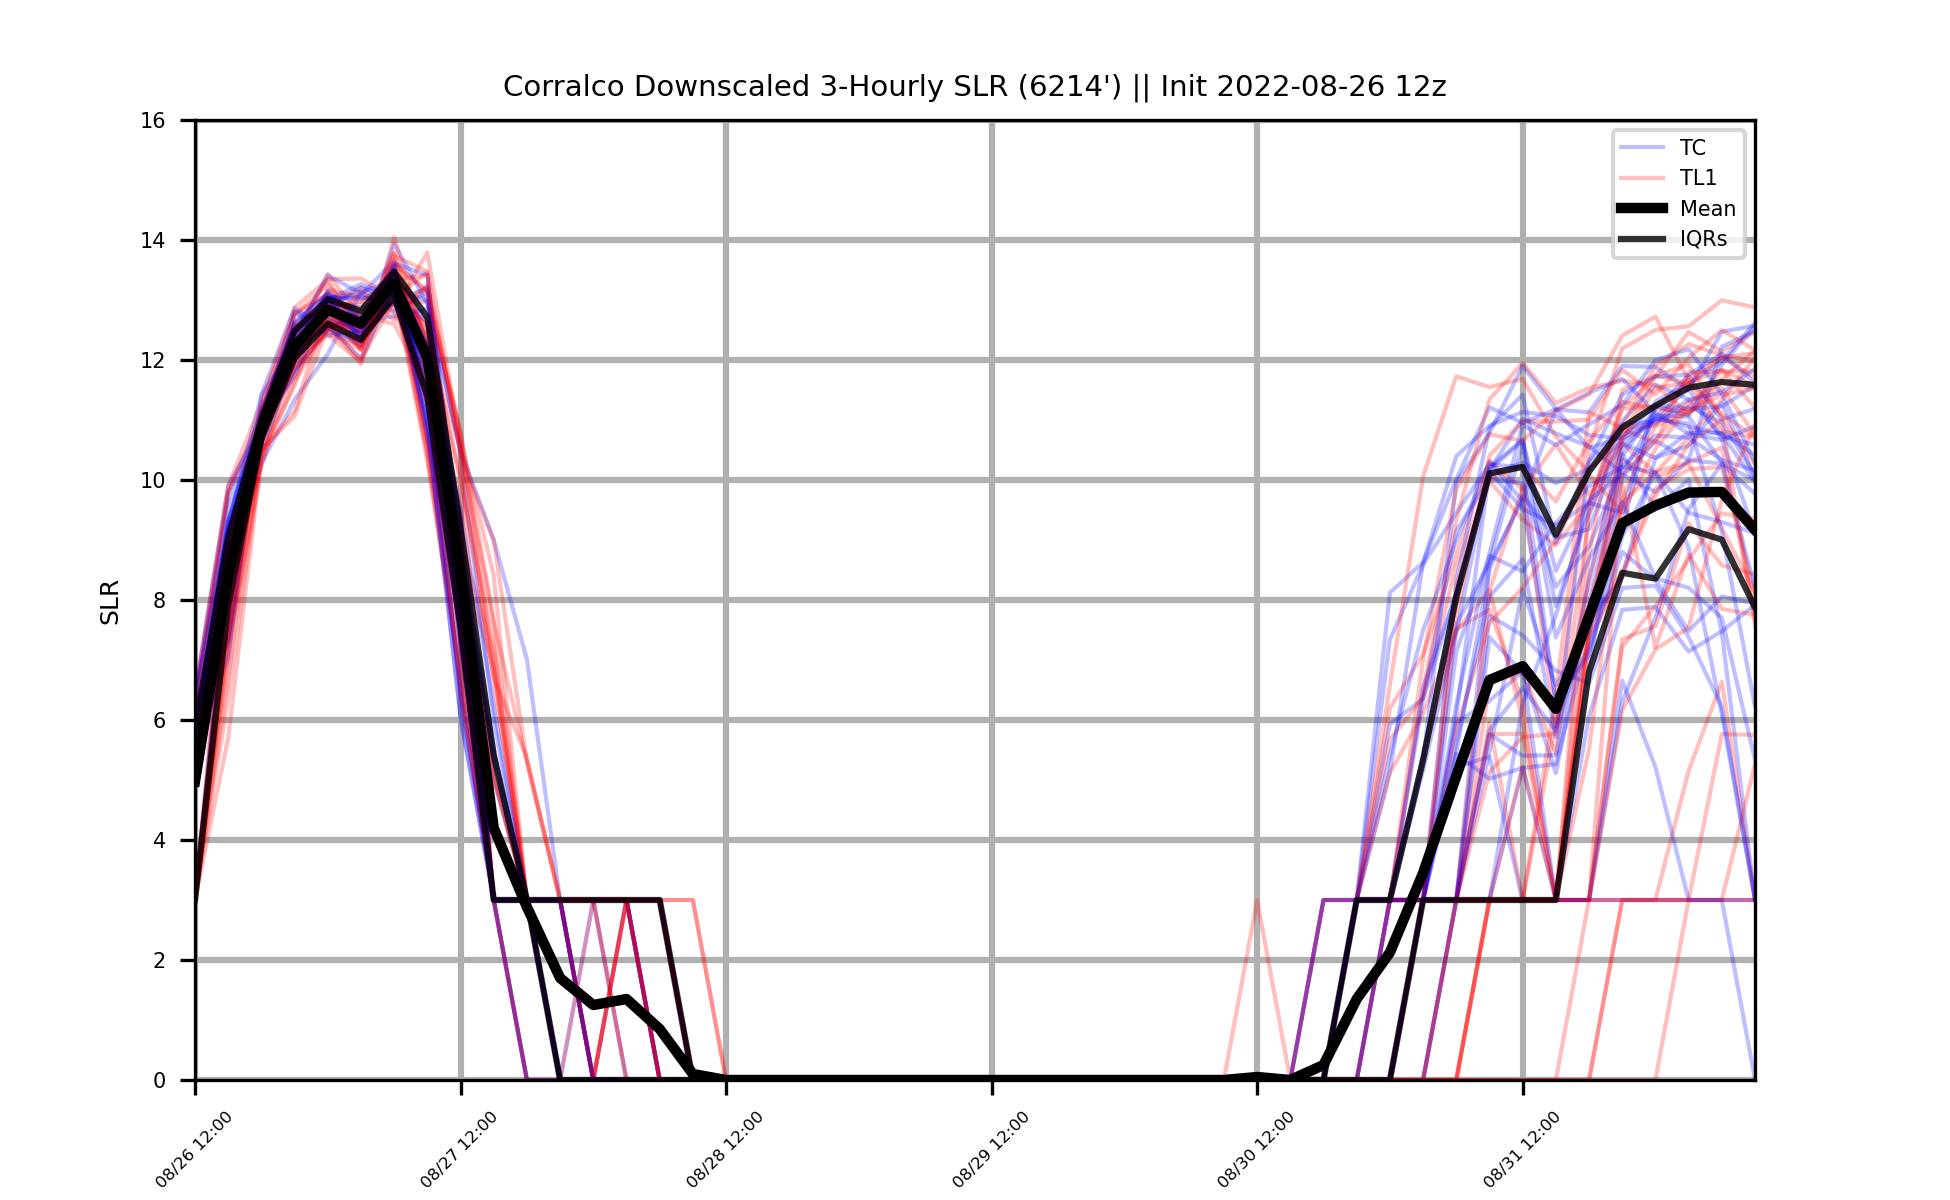 Corralco Downscaled 3-Hourly SLR (6214') || Init 2022-08-26 12z
TC
TL1
Mean
IQRs
SLR
16
14
12
10
8
6
4
2
0
08/26 12:00
08/27 12:00
08/28 12:00
08/29 12:00
08/30 12:00
08/31 12:00